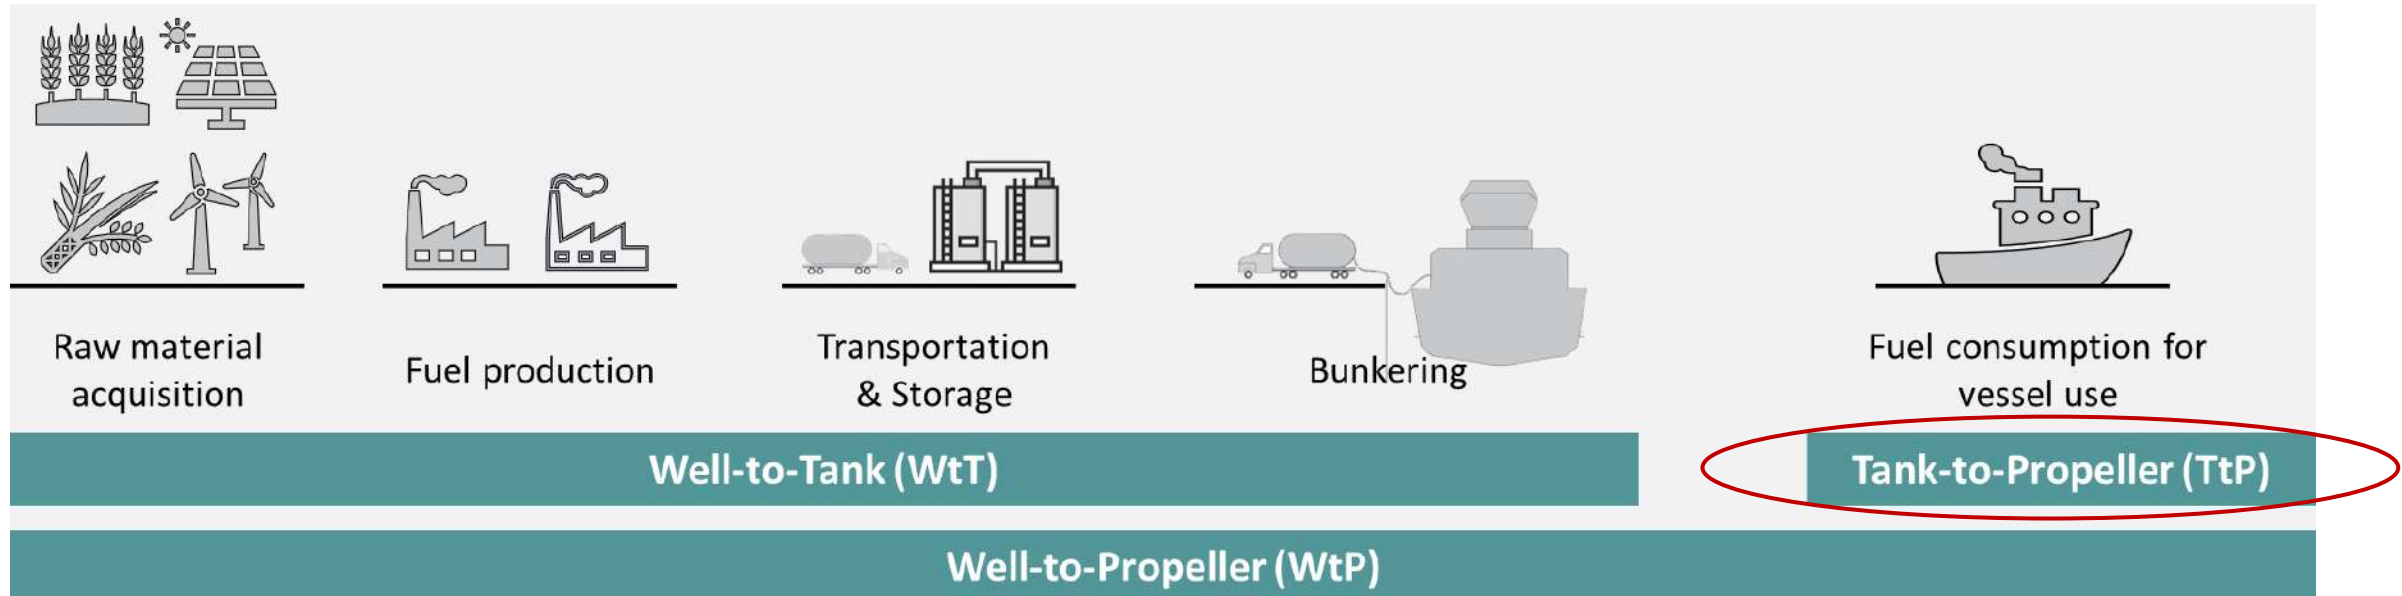 Raw material
acquisition
Fuel production
Transportation
& Storage
Bunkering
Fuel consumption for
vessel use
Well-to-Tank (WtT)
Tank-to-Propeller (TtP)
Well-to-Propeller (WtP)